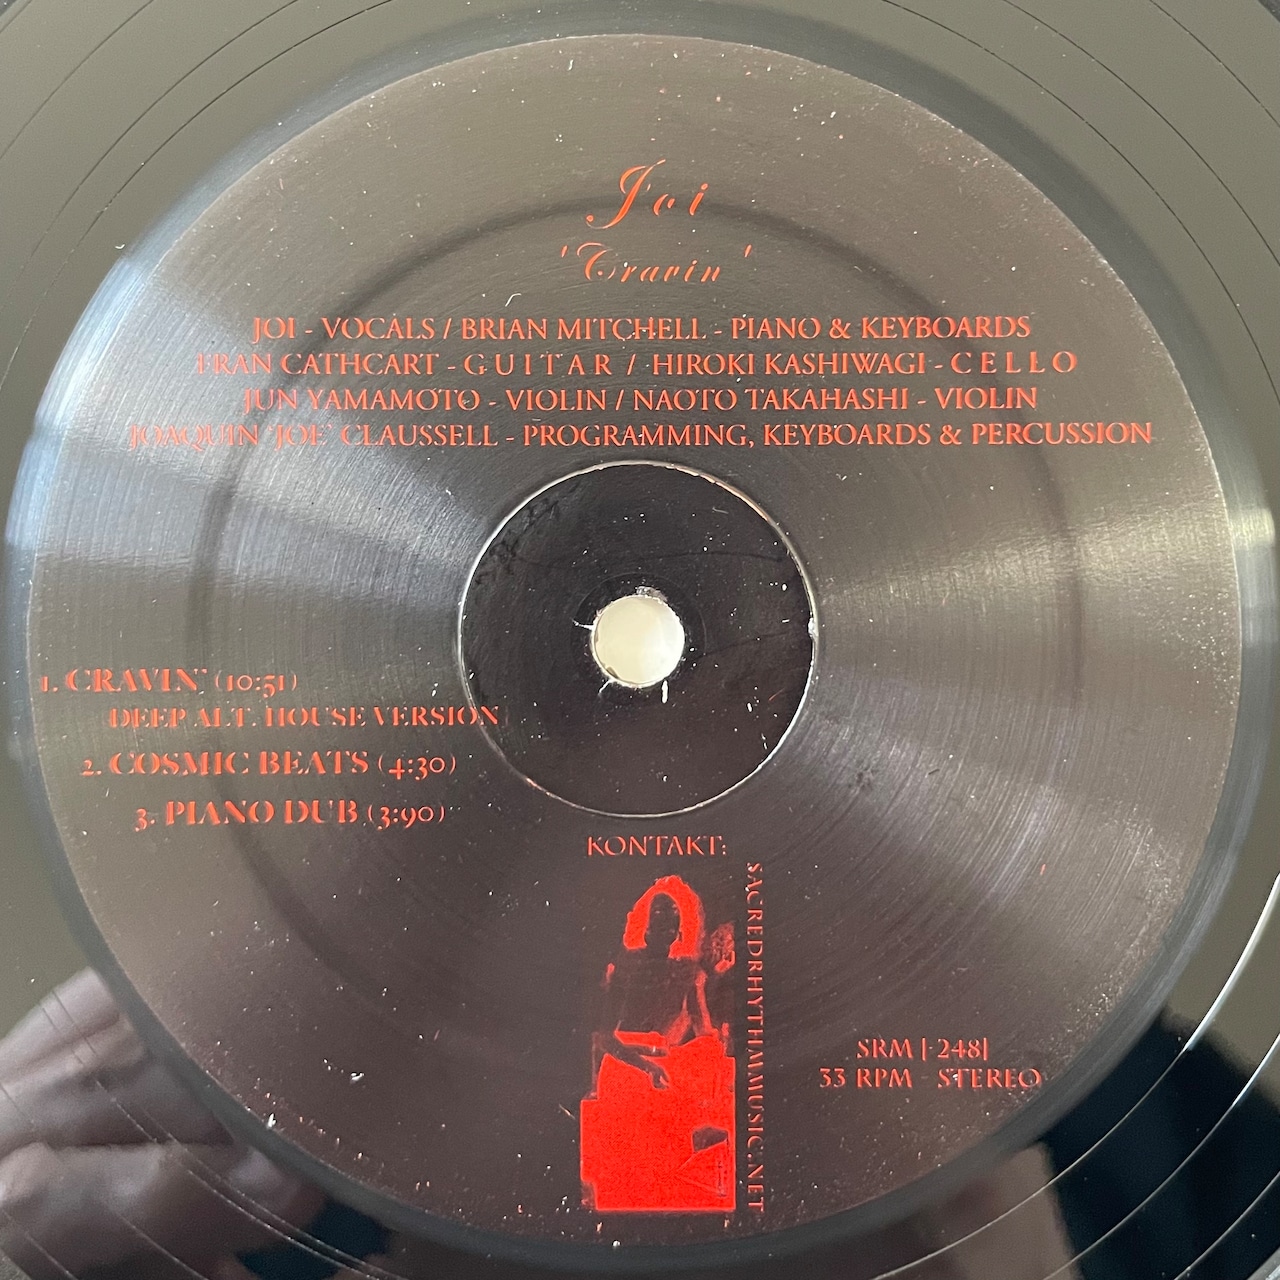 Joi
'Cravin'
JOI - VOCALS / BRIAN MITCHELL - PIANO & KEYBOARDS
FRAN CATHCART - GUITAR / HIROKI KASHIWAGI - CELLO
JUN YAMAMOTO - VIOLIN / NAOTO TAKAHASHI - VIOLIN
JOAQUIN 'JOE' CLAUSSELL - PROGRAMMING, KEYBOARDS & PERCUSSION
1. CRAVIN' (10:51)
DEEP ALT. HOUSE VERSION
2. COSMIC BEATS (4:30)
3. PIANO DUB (3:90)
KONTAKT:
SACREDRHYTHMMUSIC.NET
SRM [-248]
33 RPM - STEREO